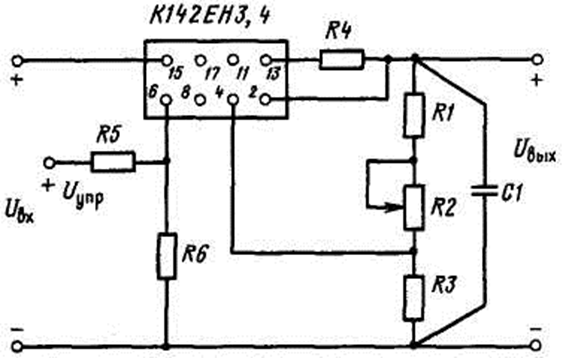 К142ЕН3,4
R4
+
15 17 11 13
+
6 8 4 2
R1
R5
Uвых
+ Uупр
C1
R2
Uвх
R6
R3
−
−